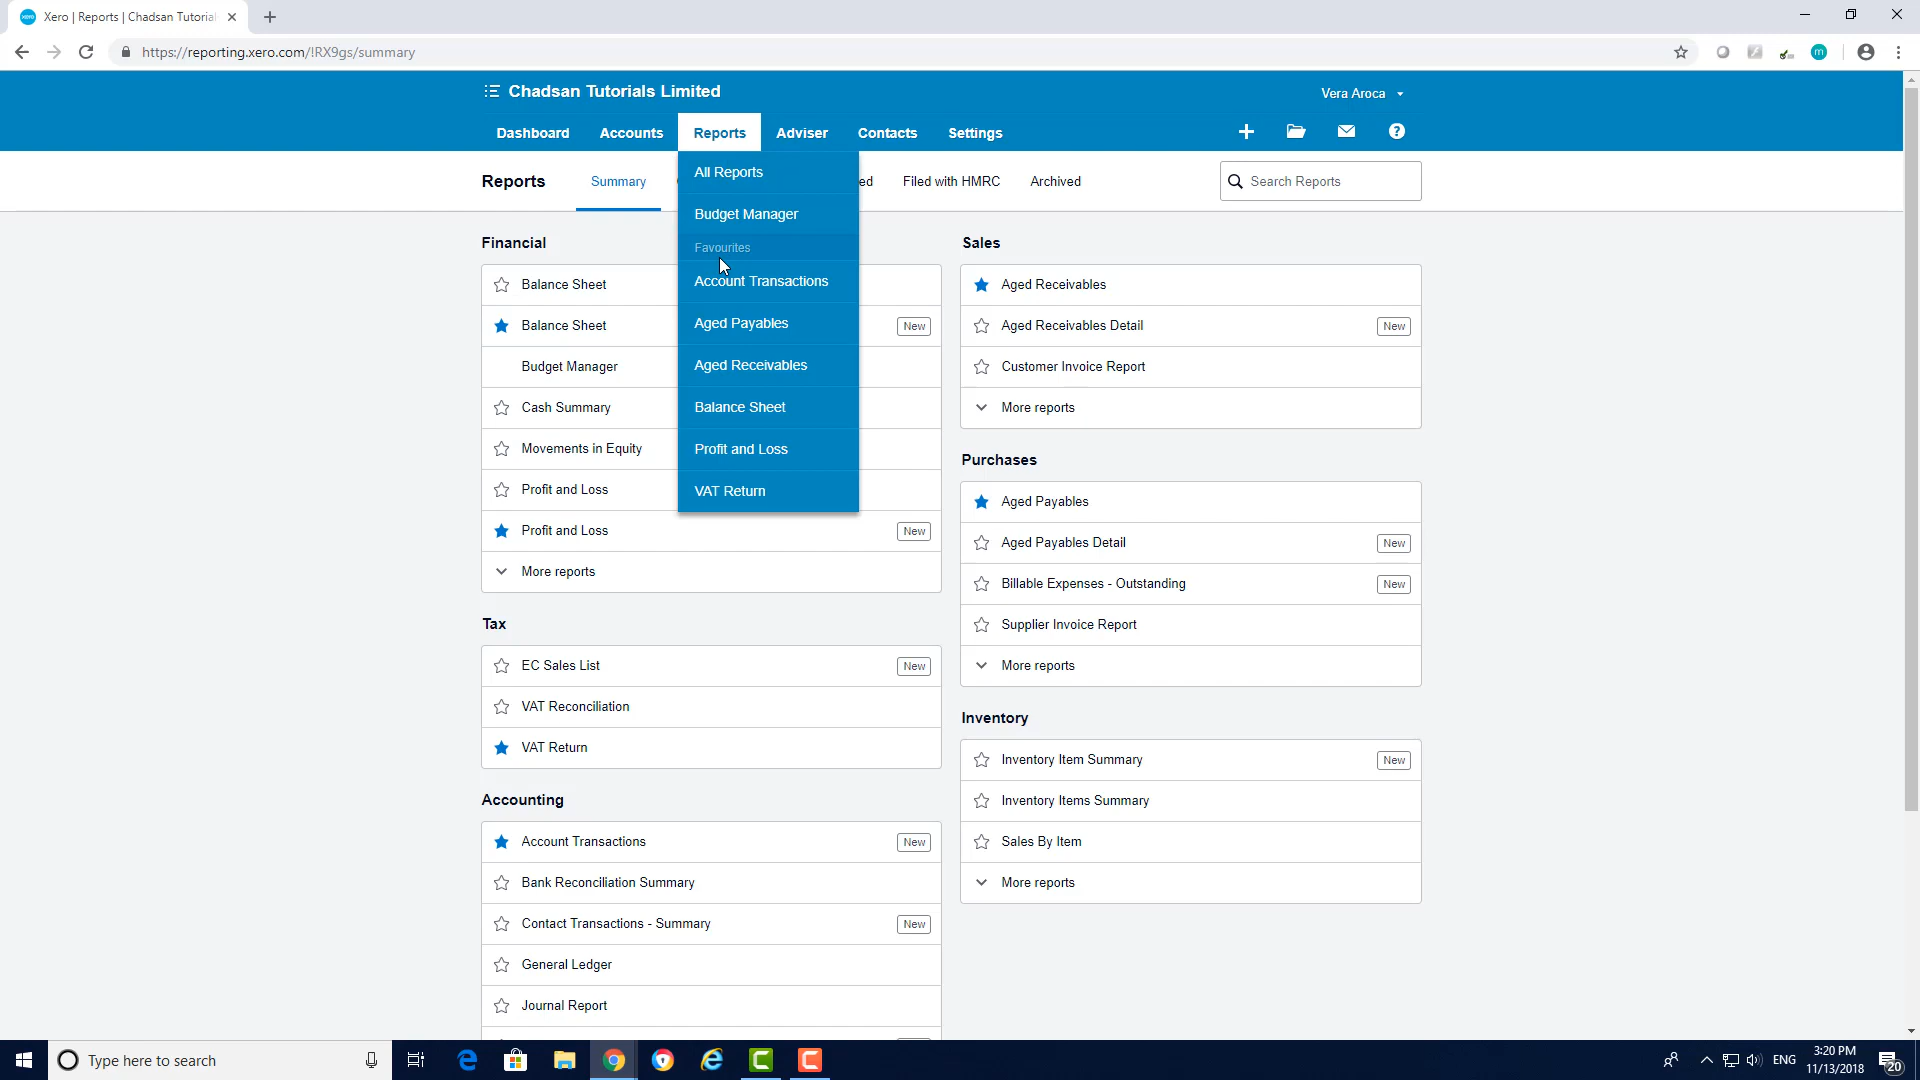 Xero | Reports | Chadsan Tutorial
https://reporting.xero.com/!RX9gs/summary
Chadsan Tutorials Limited
Vera Aroca
Dashboard Accounts Reports Adviser Contacts Settings
Reports Summary ed Filed with HMRC Archived Search Reports
All Reports
Budget Manager
Favourites
Account Transactions
Aged Payables
Aged Receivables
Balance Sheet
Profit and Loss
VAT Return
Financial
Balance Sheet
Balance Sheet New
Budget Manager
Cash Summary
Movements in Equity
Profit and Loss
Profit and Loss New
More reports
Tax
EC Sales List New
VAT Reconciliation
VAT Return
Accounting
Account Transactions New
Bank Reconciliation Summary
Contact Transactions - Summary New
General Ledger
Journal Report
Sales
Aged Receivables
Aged Receivables Detail New
Customer Invoice Report
More reports
Purchases
Aged Payables
Aged Payables Detail New
Billable Expenses - Outstanding New
Supplier Invoice Report
More reports
Inventory
Inventory Item Summary New
Inventory Items Summary
Sales By Item
More reports
Type here to search
ENG
3:20 PM
11/13/2018
20